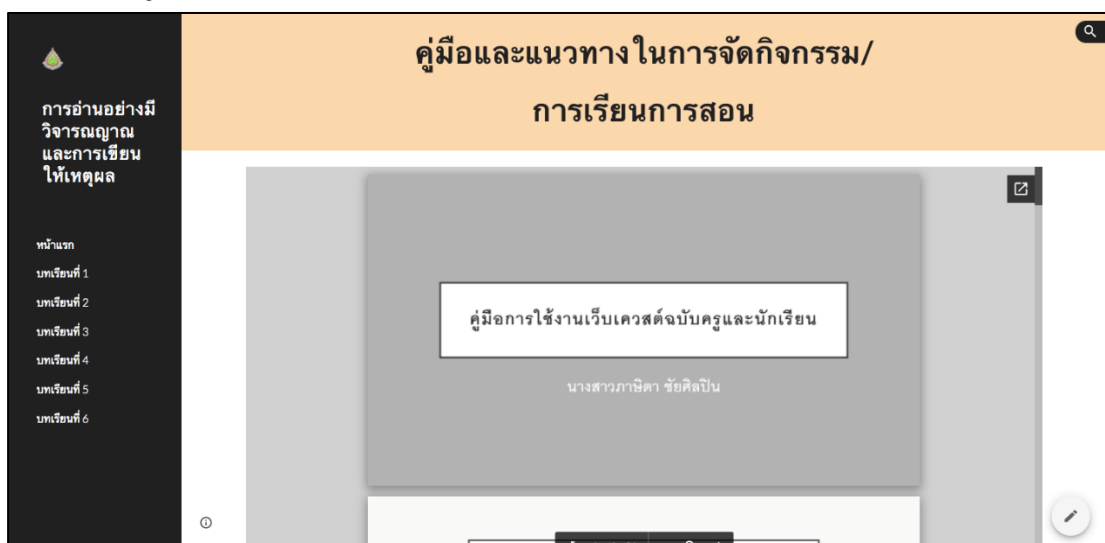 การอ่านอย่างมี
วิจารณญาณ
และการเขียน
ให้เหตุผล
หน้าแรก
บทเรียนที่ 1
บทเรียนที่ 2
บทเรียนที่ 3
บทเรียนที่ 4
บทเรียนที่ 5
บทเรียนที่ 6
คู่มือและแนวทางในการจัดกิจกรรม/
การเรียนการสอน
คู่มือการใช้งานเว็บเควสต์ฉบับครูและนักเรียน
นางสาวภาษิตา ชัยศิลปิน